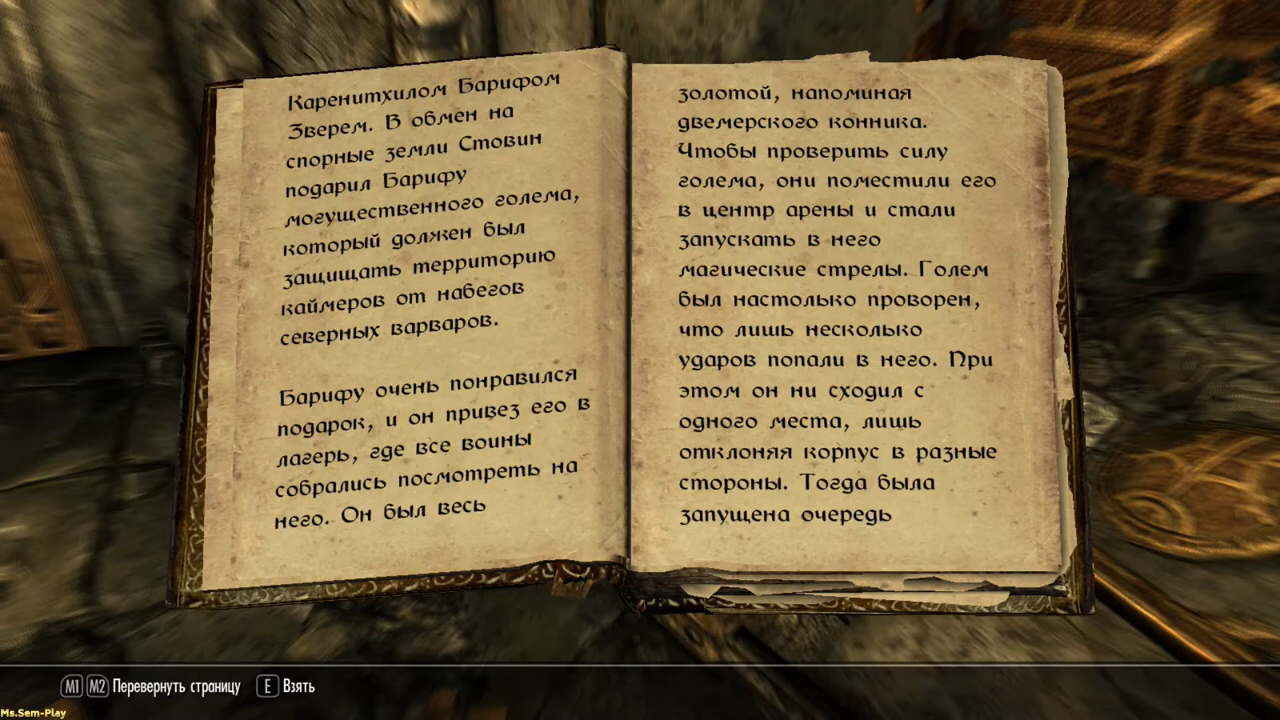 Каренитхилом Барифом
Зверем. В обмен на
спорные земли Стовин
подарил Барифу
могущественного голема,
который должен был
защищать территорию
каймеров от набегов
северных варваров.
Барифу очень понравился
подарок, и он привез его в
лагерь, где все воины
собрались посмотреть на
него. Он был весь
золотой, напоминая
двемерского конника.
Чтобы проверить силу
голема, они поместили его
в центр арены и стали
запускать в него
магические стрелы. Голем
был настолько проворен,
что лишь несколько
ударов попали в него. При
этом он ни сходил с
одного места, лишь
отклоняя корпус в разные
стороны. Тогда была
запущена очередь
M1 M2 Перевернуть страницу E Взять
Ms.Sem-Play